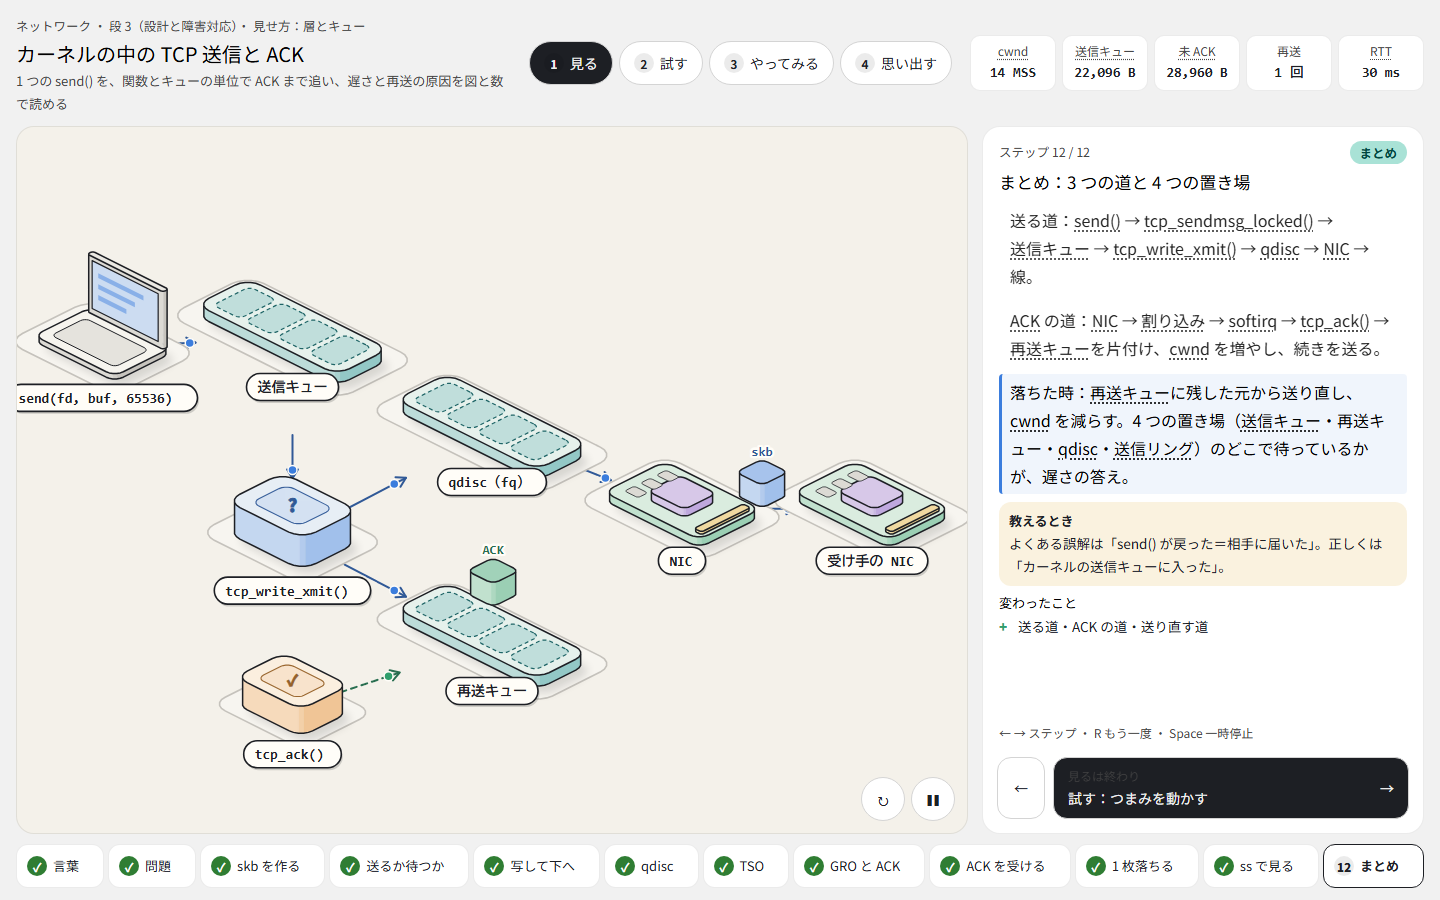 ネットワーク ・ 段 3（設計と障害対応）・ 見せ方：層とキュー
カーネルの中の TCP 送信と ACK
1 つの send() を、関数とキューの単位で ACK まで追い、遅さと再送の原因を図と数
で読める
1 見る
2 試す
3 やってみる
4 思い出す
cwnd
14 MSS
送信キュー
22,096 B
未 ACK
28,960 B
再送
1 回
RTT
30 ms
send(fd, buf, 65536)
送信キュー
qdisc（fq）
skb
?
tcp_write_xmit()
ACK
NIC
受け手の NIC
再送キュー
tcp_ack()
ステップ 12 / 12
まとめ
まとめ：3 つの道と 4 つの置き場
送る道：send() → tcp_sendmsg_locked() →
送信キュー → tcp_write_xmit() → qdisc → NIC →
線。
ACK の道：NIC → 割り込み → softirq → tcp_ack() →
再送キューを片付け、cwnd を増やし、続きを送る。
落ちた時：再送キューに残した元から送り直し、
cwnd を減らす。4 つの置き場（送信キュー・再送キ
ュー・qdisc・送信リング）のどこで待っているか
が、遅さの答え。
教えるとき
よくある誤解は「send() が戻った＝相手に届いた」。正しくは
「カーネルの送信キューに入った」。
変わったこと
+ 送る道・ACK の道・送り直す道
← → ステップ ・ R もう一度 ・ Space 一時停止
←
見るは終わり
試す：つまみを動かす →
✓ 言葉
✓ 問題
✓ skb を作る
✓ 送るか待つか
✓ 写して下へ
✓ qdisc
✓ TSO
✓ GRO と ACK
✓ ACK を受ける
✓ 1 枚落ちる
✓ ss で見る
12 まとめ